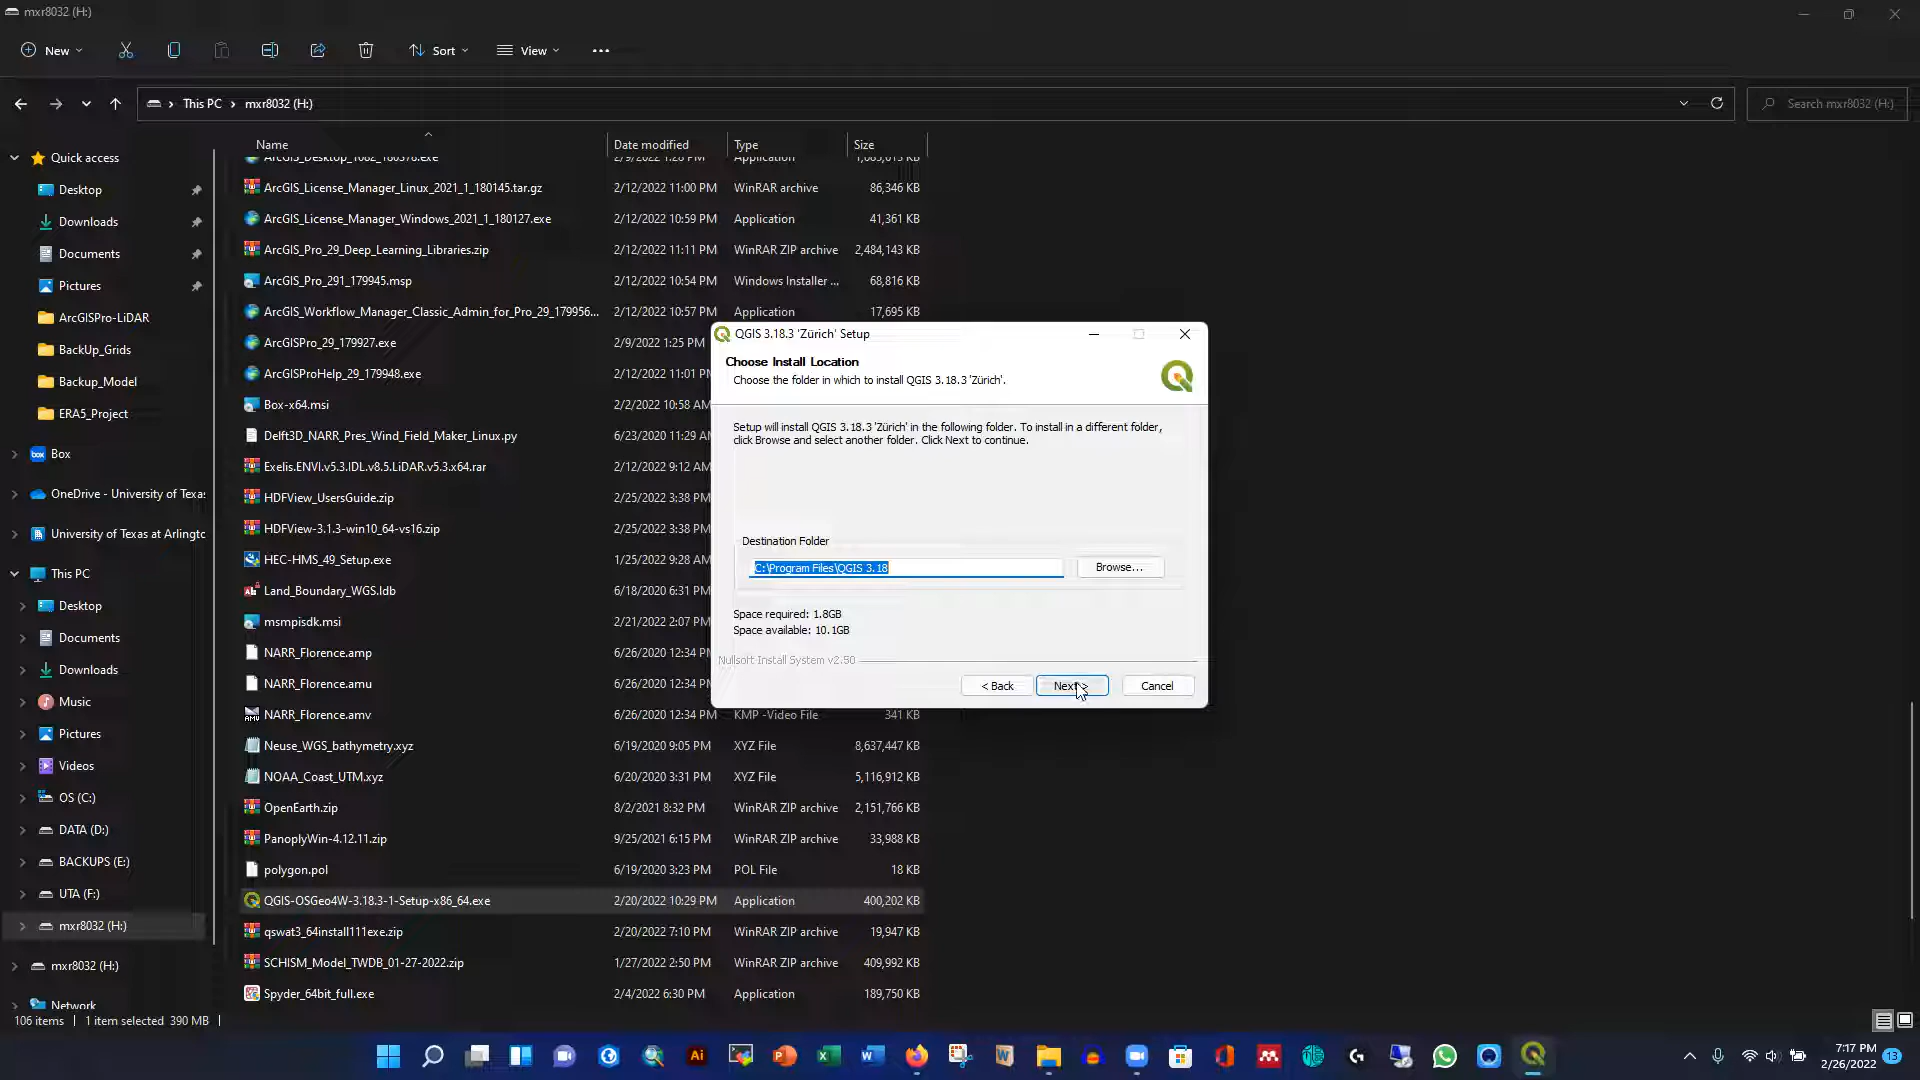 mxr8032 (H:)
New
Sort
View
This PC
mxr8032 (H:)
Search mxr8032 (H:)
Name
Date modified
Type
Size
Quick access
Desktop
Downloads
Documents
Pictures
ArcGISPro-LiDAR
BackUp_Grids
Backup_Model
ERA5_Project
Box
OneDrive - University of Texas
University of Texas at Arlingto
This PC
Desktop
Documents
Downloads
Music
Pictures
Videos
OS (C:)
DATA (D:)
BACKUPS (E:)
UTA (F:)
mxr8032 (H:)
mxr8032 (H:)
Network
ArcGIS_License_Manager_Linux_2021_1_180145.tar.gz 2/12/2022 11:00 PM WinRAR archive 86,346 KB
ArcGIS_License_Manager_Windows_2021_1_180127.exe 2/12/2022 10:59 PM Application 41,361 KB
ArcGIS_Pro_29_Deep_Learning_Libraries.zip 2/12/2022 11:11 PM WinRAR ZIP archive 2,484,143 KB
ArcGIS_Pro_291_179945.msp 2/12/2022 10:54 PM Windows Installer ... 68,816 KB
ArcGIS_Workflow_Manager_Classic_Admin_for_Pro_29_179956... 2/12/2022 10:57 PM Application 17,695 KB
ArcGISPro_29_179927.exe 2/9/2022 1:25 PM
ArcGISProHelp_29_179948.exe 2/12/2022 11:01 PM
Box-x64.msi 2/2/2022 10:58 AM
Delft3D_NARR_Pres_Wind_Field_Maker_Linux.py 6/23/2020 11:29 AM
Exelis.ENVI.v5.3.IDL.v8.5.LiDAR.v5.3.x64.rar 2/12/2022 9:12 AM
HDFView_UsersGuide.zip 2/25/2022 3:38 PM
HDFView-3.1.3-win10_64-vs16.zip 2/25/2022 3:38 PM
HEC-HMS_49_Setup.exe 1/25/2022 9:28 AM
Land_Boundary_WGS.ldb 6/18/2020 6:31 PM
msmpisdk.msi 2/21/2022 2:07 PM
NARR_Florence.amp 6/26/2020 12:34 PM
NARR_Florence.amu 6/26/2020 12:34 PM
NARR_Florence.amv 6/26/2020 12:34 PM KMP -Video File 341 KB
Neuse_WGS_bathymetry.xyz 6/19/2020 9:05 PM XYZ File 8,637,447 KB
NOAA_Coast_UTM.xyz 6/20/2020 3:31 PM XYZ File 5,116,912 KB
OpenEarth.zip 8/2/2021 8:32 PM WinRAR ZIP archive 2,151,766 KB
PanoplyWin-4.12.11.zip 9/25/2021 6:15 PM WinRAR ZIP archive 33,988 KB
polygon.pol 6/19/2020 3:23 PM POL File 18 KB
QGIS-OSGeo4W-3.18.3-1-Setup-x86_64.exe 2/20/2022 10:29 PM Application 400,202 KB
qswat3_64install111exe.zip 2/20/2022 7:10 PM WinRAR ZIP archive 19,947 KB
SCHISM_Model_TWDB_01-27-2022.zip 1/27/2022 2:50 PM WinRAR ZIP archive 409,992 KB
Spyder_64bit_full.exe 2/4/2022 6:30 PM Application 189,750 KB
QGIS 3.18.3 'Zürich' Setup
Choose Install Location
Choose the folder in which to install QGIS 3.18.3 'Zürich'.
Setup will install QGIS 3.18.3 'Zürich' in the following folder. To install in a different folder,
click Browse and select another folder. Click Next to continue.
Destination Folder
C:\Program Files\QGIS 3.18
Browse...
Space required: 1.8GB
Space available: 10.1GB
Nullsoft Install System v2.50
< Back
Next >
Cancel
106 items
1 item selected 390 MB
7:17 PM
2/26/2022
13